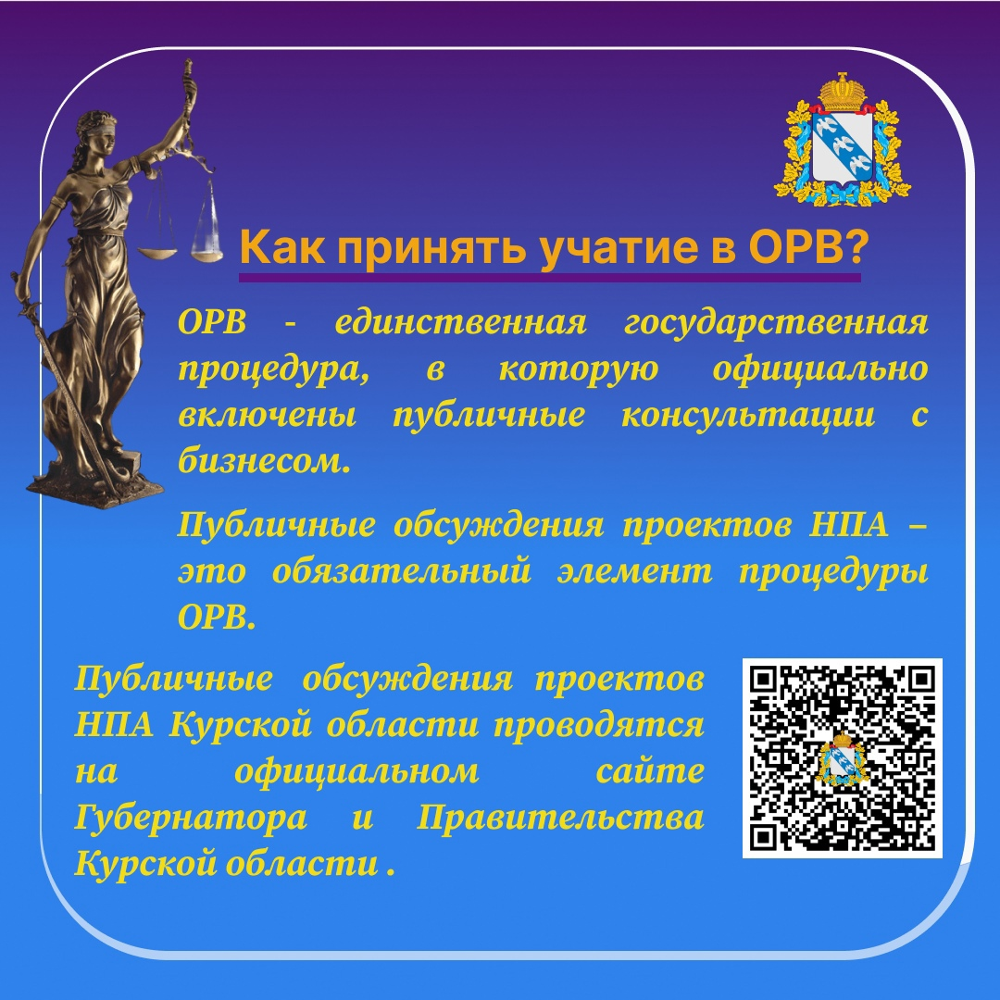 Как принять учатие в ОРВ?
ОРВ - единственная государственная
процедура, в которую официально
включены публичные консультации с
бизнесом.
Публичные обсуждения проектов НПА –
это обязательный элемент процедуры
ОРВ.
Публичные обсуждения проектов
НПА Курской области проводятся
на официальном сайте
Губернатора и Правительства
Курской области .